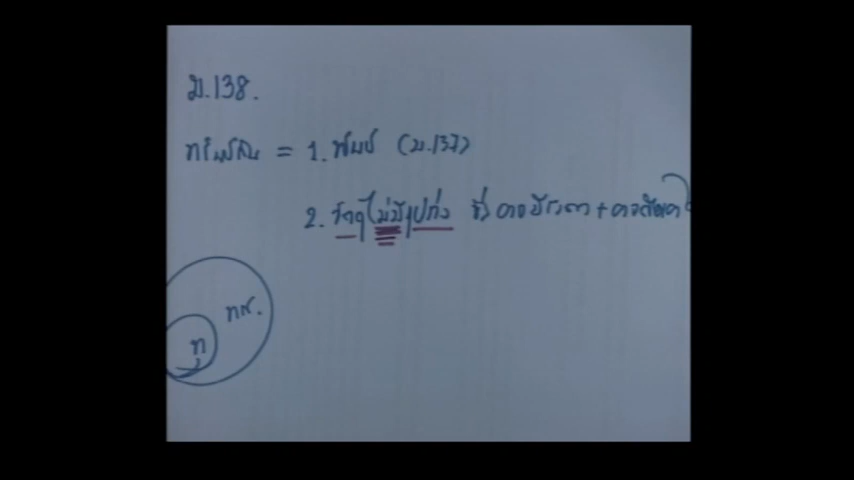 ม.138.
ทรัพย์สิน = 1. ทรัพย์ (ม.137)
2. วัตถุไม่มีรูปร่าง ซึ่งอาจมีราคา + อาจถือเอาได้
ทส.
ท